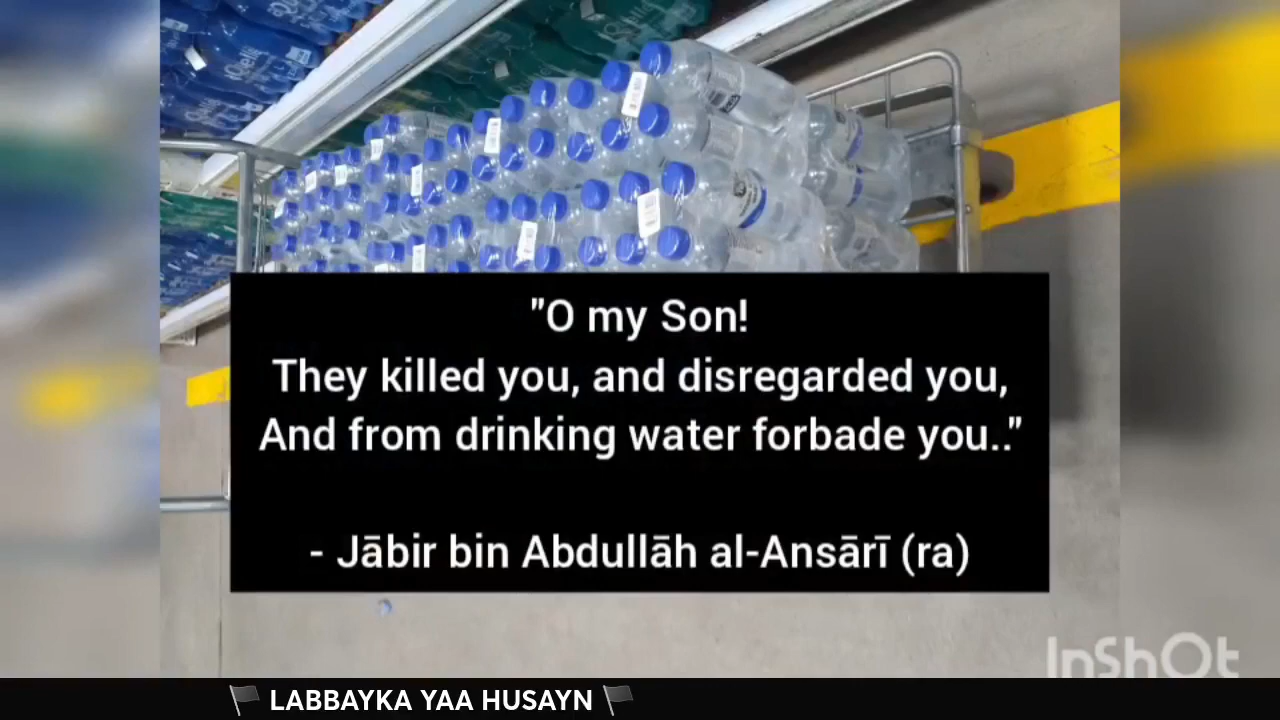 "O my Son!
They killed you, and disregarded you,
And from drinking water forbade you.."
- Jābir bin Abdullāh al-Ansārī (ra)
InShOt
🏴 LABBAYKA YAA HUSAYN 🏴